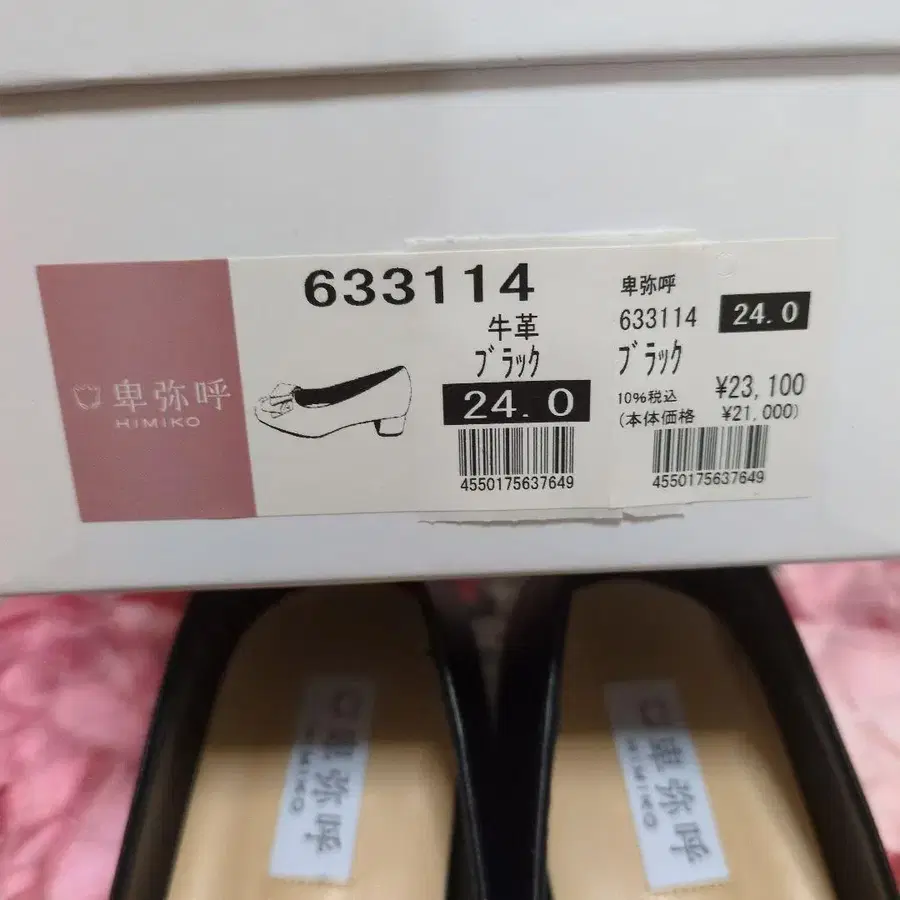 卑弥呼
HIMIKO
633114
牛革
ブラック
24.0
4550175637649
卑弥呼
633114
24.0
ブラック
10%税込
¥23,100
(本体価格 ¥21,000)
4550175637649
卑弥呼
HIMIKO
卑弥呼
HIMIKO